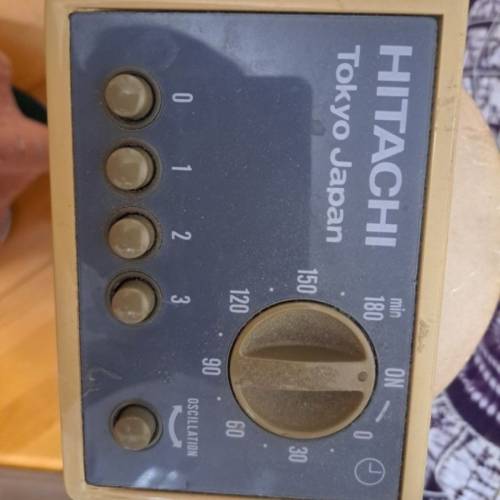 HITACHI
Tokyo Japan
0 1 2 3
min
150 180 ON
120
90 0
60 30
OSCILLATION